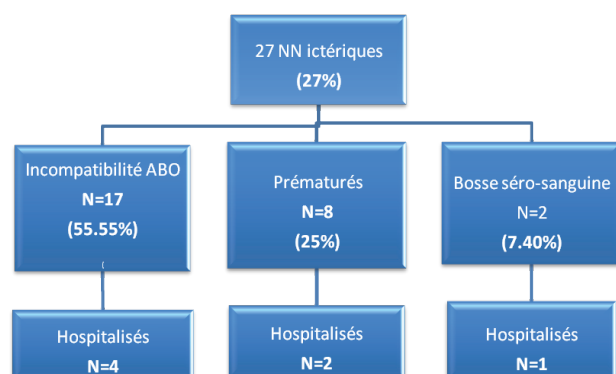 27 NN ictériques
(27%)
Incompatibilité ABO
N=17
(55.55%)
Prématurés
N=8
(25%)
Bosse séro-sanguine
N=2
(7.40%)
Hospitalisés
N=4
Hospitalisés
N=2
Hospitalisés
N=1